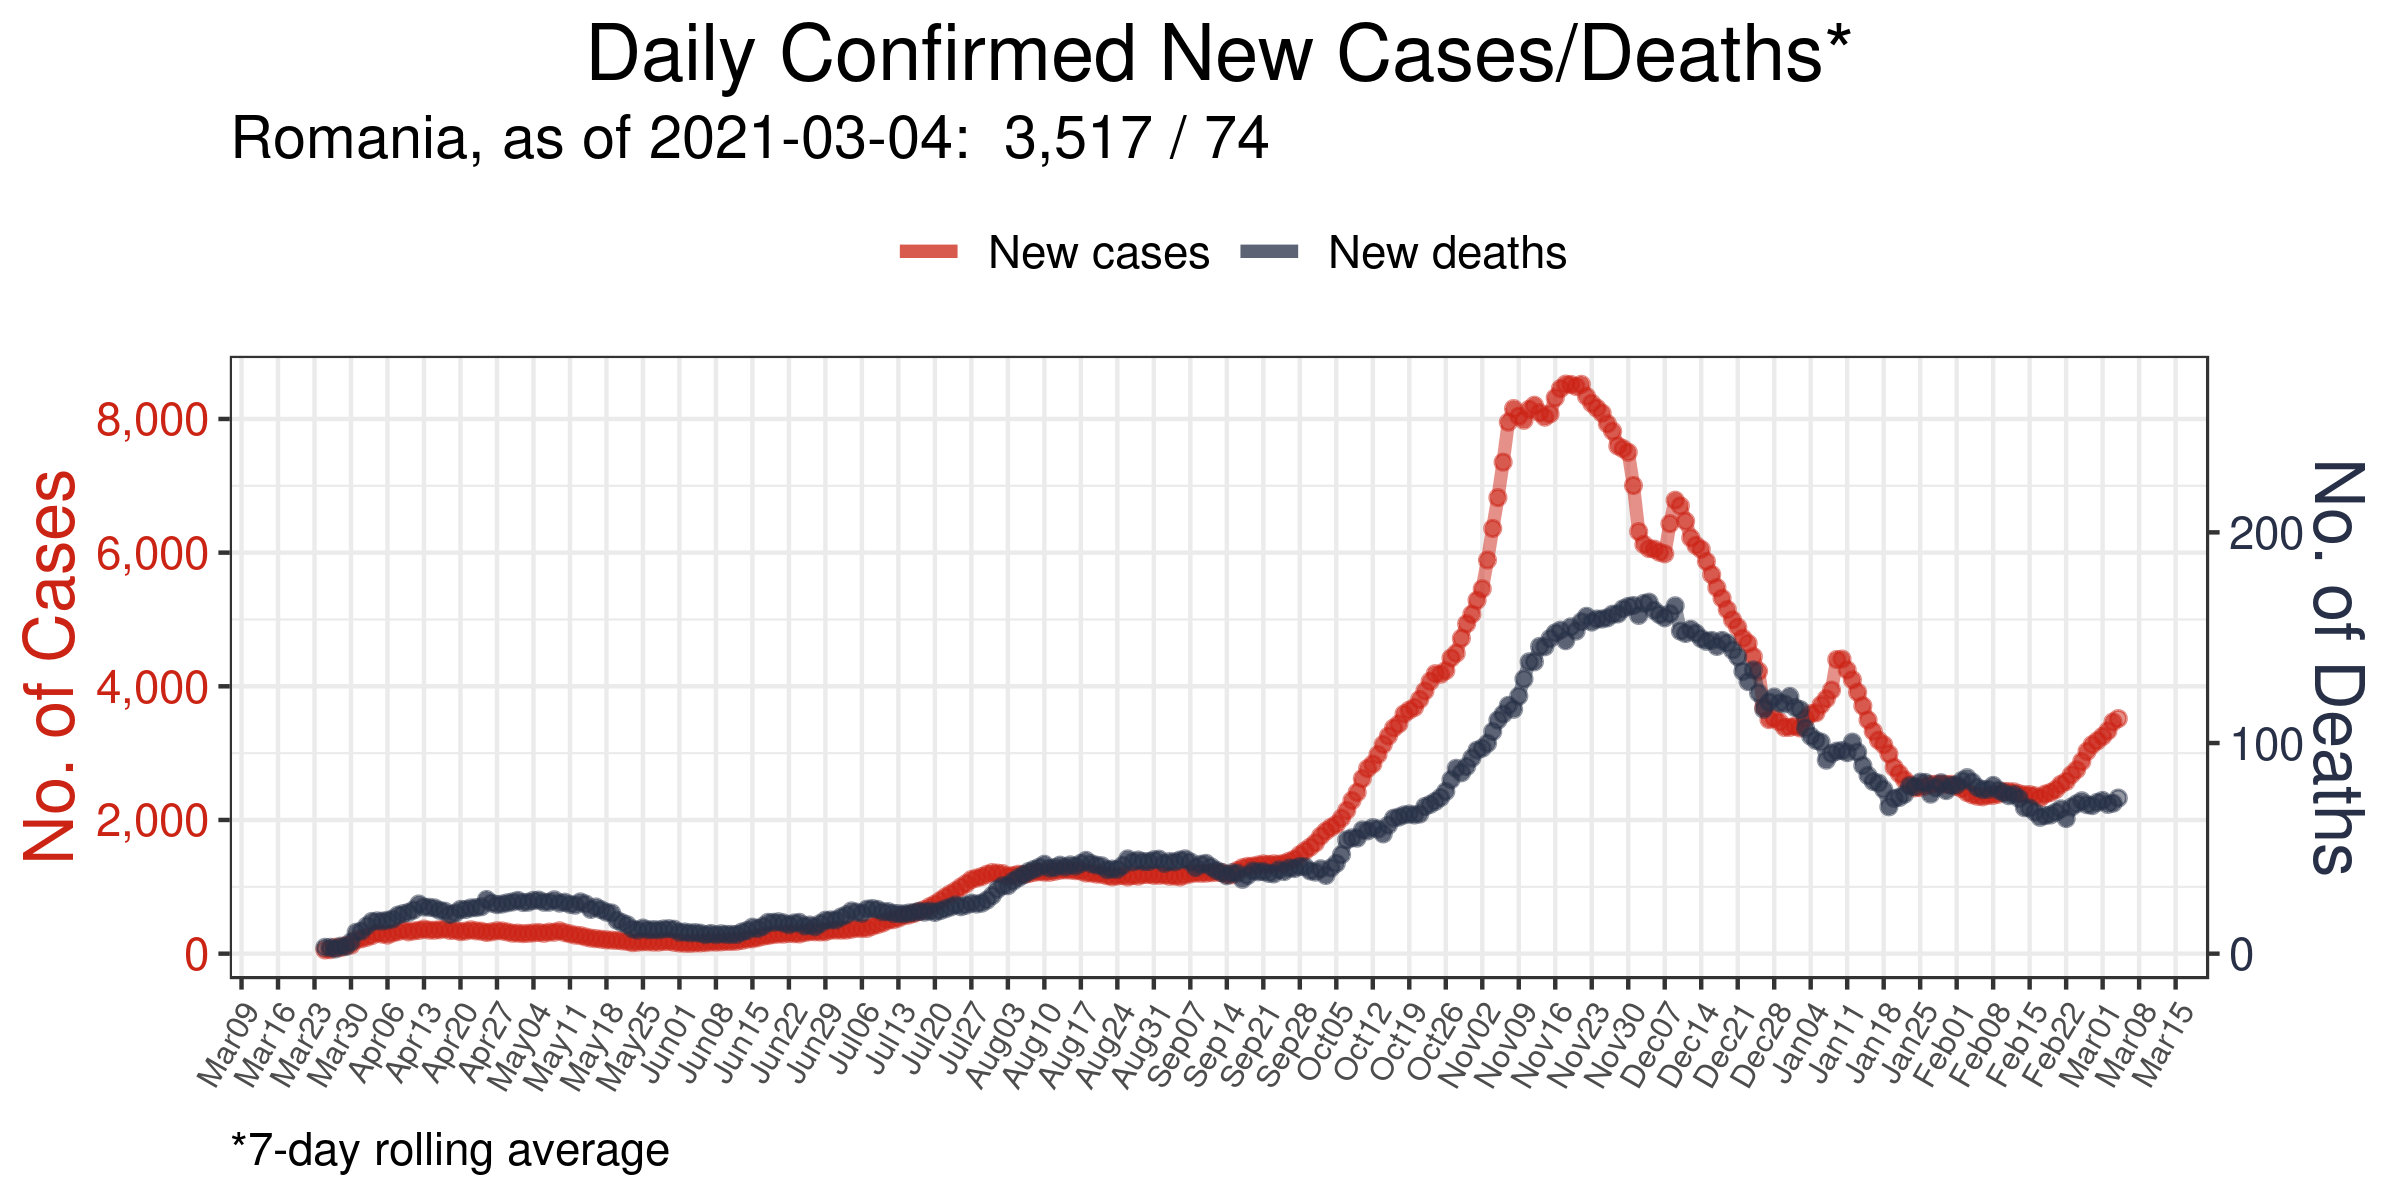 Daily Confirmed New Cases/Deaths*
Romania, as of 2021-03-04:  3,517 / 74
New cases
New deaths
No. of Cases
8,000
6,000
4,000
2,000
0
No. of Deaths
200
100
0
Mar09
Mar16
Mar23
Mar30
Apr06
Apr13
Apr20
Apr27
May04
May11
May18
May25
Jun01
Jun08
Jun15
Jun22
Jun29
Jul06
Jul13
Jul20
Jul27
Aug03
Aug10
Aug17
Aug24
Aug31
Sep07
Sep14
Sep21
Sep28
Oct05
Oct12
Oct19
Oct26
Nov02
Nov09
Nov16
Nov23
Nov30
Dec07
Dec14
Dec21
Dec28
Jan04
Jan11
Jan18
Jan25
Feb01
Feb08
Feb15
Feb22
Mar01
Mar08
Mar15
*7-day rolling average